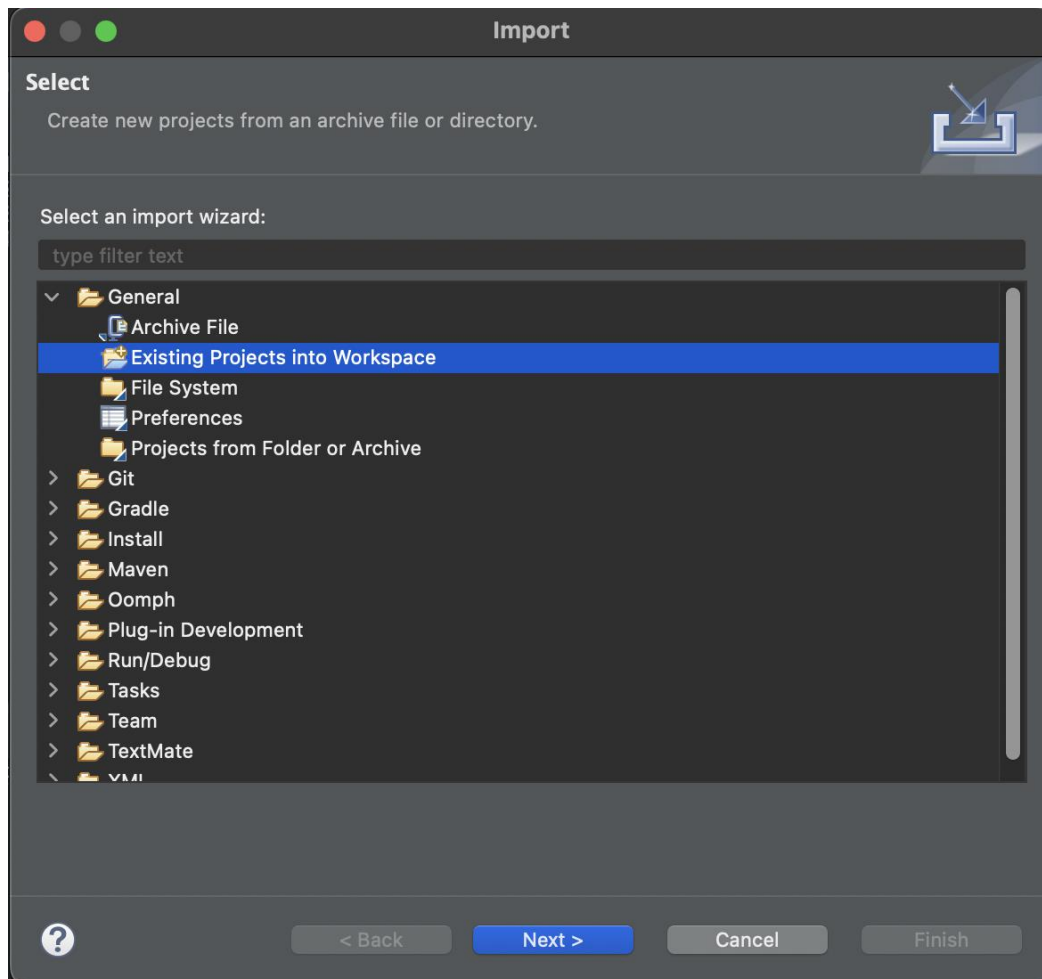 Import
Select
Create new projects from an archive file or directory.
Select an import wizard:
type filter text
General
Archive File
Existing Projects into Workspace
File System
Preferences
Projects from Folder or Archive
Git
Gradle
Install
Maven
Oomph
Plug-in Development
Run/Debug
Tasks
Team
TextMate
XML
?
< Back
Next >
Cancel
Finish